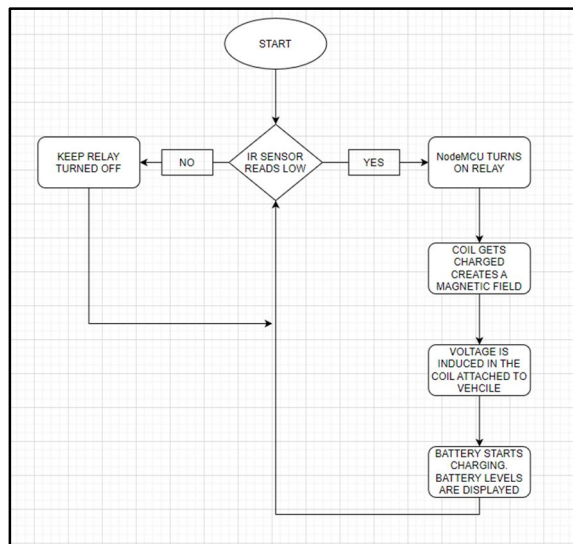 START
IR SENSOR
READS LOW
NO
KEEP RELAY
TURNED OFF
YES
NodeMCU TURNS
ON RELAY
COIL GETS
CHARGED
CREATES A
MAGNETIC FIELD
VOLTAGE IS
INDUCED IN THE
COIL ATTACHED TO
VEHCILE
BATTERY STARTS
CHARGING.
BATTERY LEVELS
ARE DISPLAYED